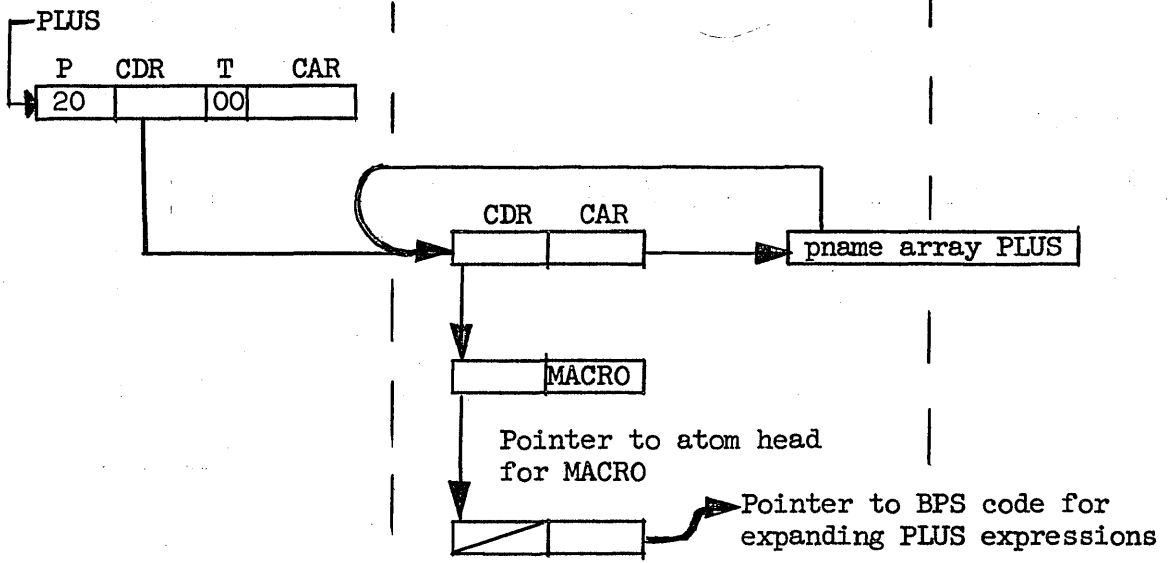 PLUS
P CDR T CAR
20 00
CDR CAR
pname array PLUS
MACRO
Pointer to atom head
for MACRO
Pointer to BPS code for
expanding PLUS expressions